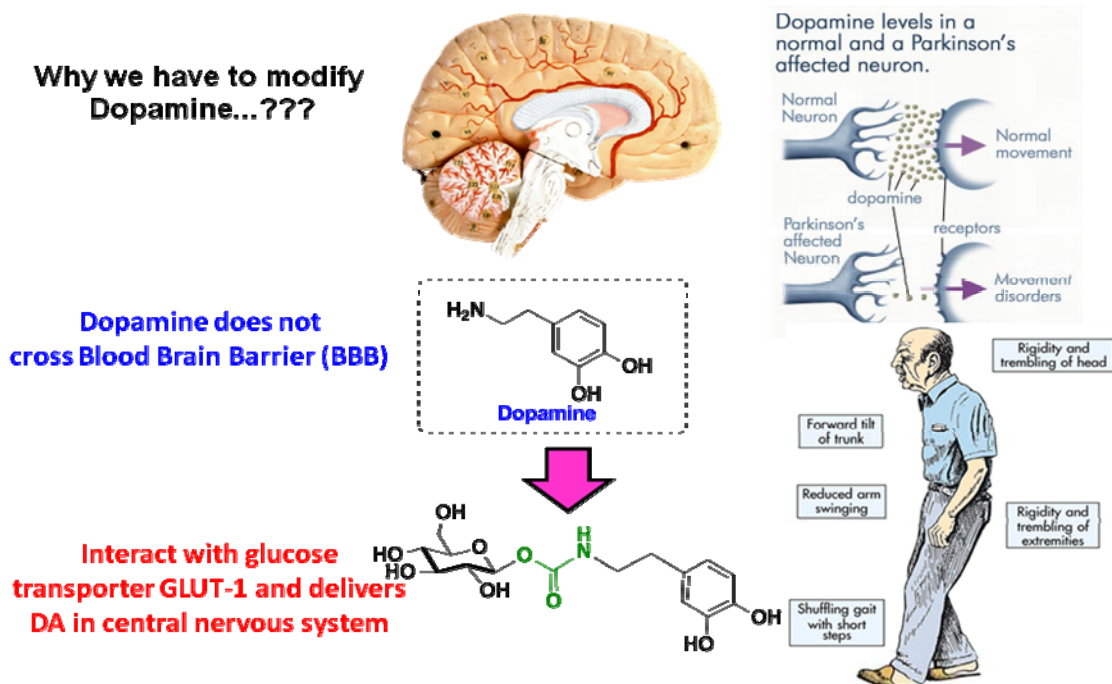 Why we have to modify
Dopamine...???
Dopamine levels in a
normal and a Parkinson's
affected neuron.
Normal
Neuron
Normal
movement
dopamine
receptors
Parkinson's
affected
Neuron
Movement
disorders
Dopamine does not
cross Blood Brain Barrier (BBB)
H₂N
OH
OH
Dopamine
Interact with glucose
transporter GLUT-1 and delivers
DA in central nervous system
OH
HO
HO
O
OH
O
O
H
N
OH
HO
Rigidity and
trembling of head
Forward tilt
of trunk
Reduced arm
swinging
Rigidity and
trembling of
extremities
Shuffling gait
with short
steps